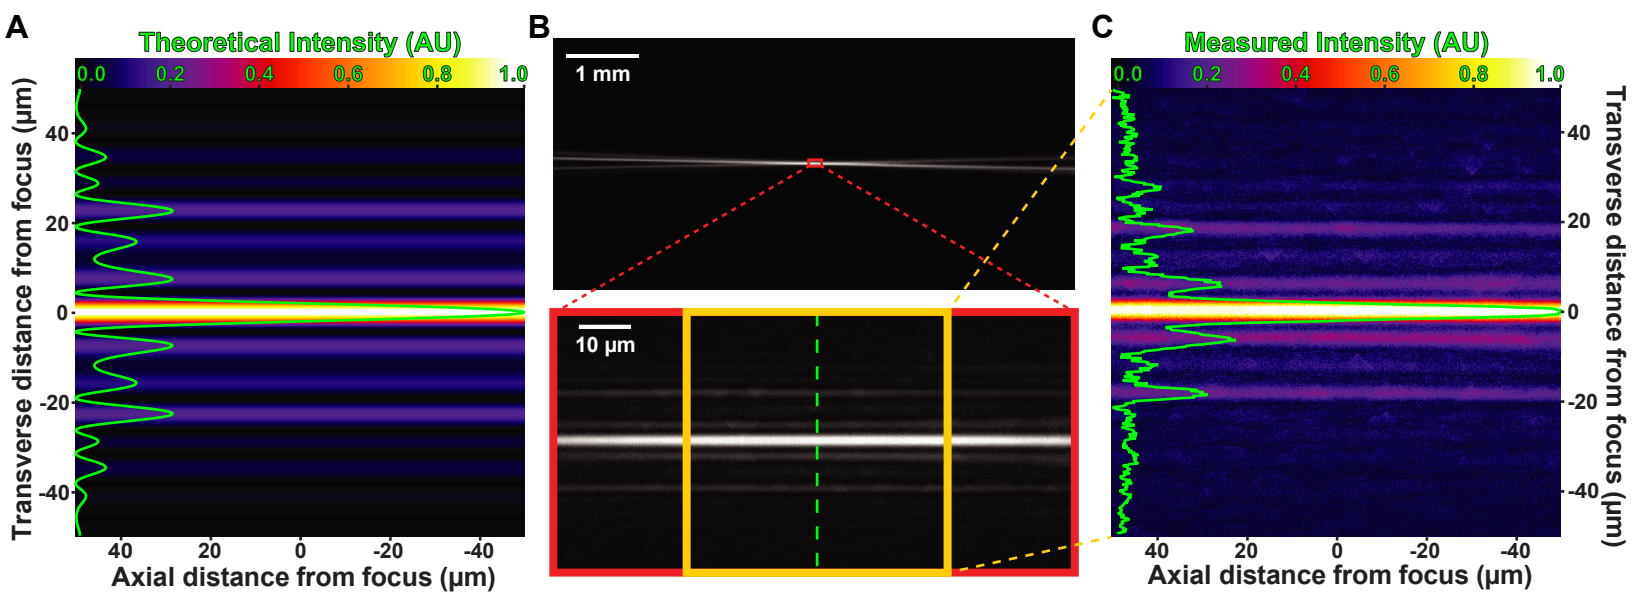 A
Theoretical Intensity (AU)
0.0 0.2 0.4 0.6 0.8 1.0
Transverse distance from focus (µm)
40
20
0
-20
-40
40 20 0 -20 -40
Axial distance from focus (µm)
B
1 mm
10 µm
C
Measured Intensity (AU)
0.0 0.2 0.4 0.6 0.8 1.0
40
20
0
-20
-40
Transverse distance from focus (µm)
40 20 0 -20 -40
Axial distance from focus (µm)